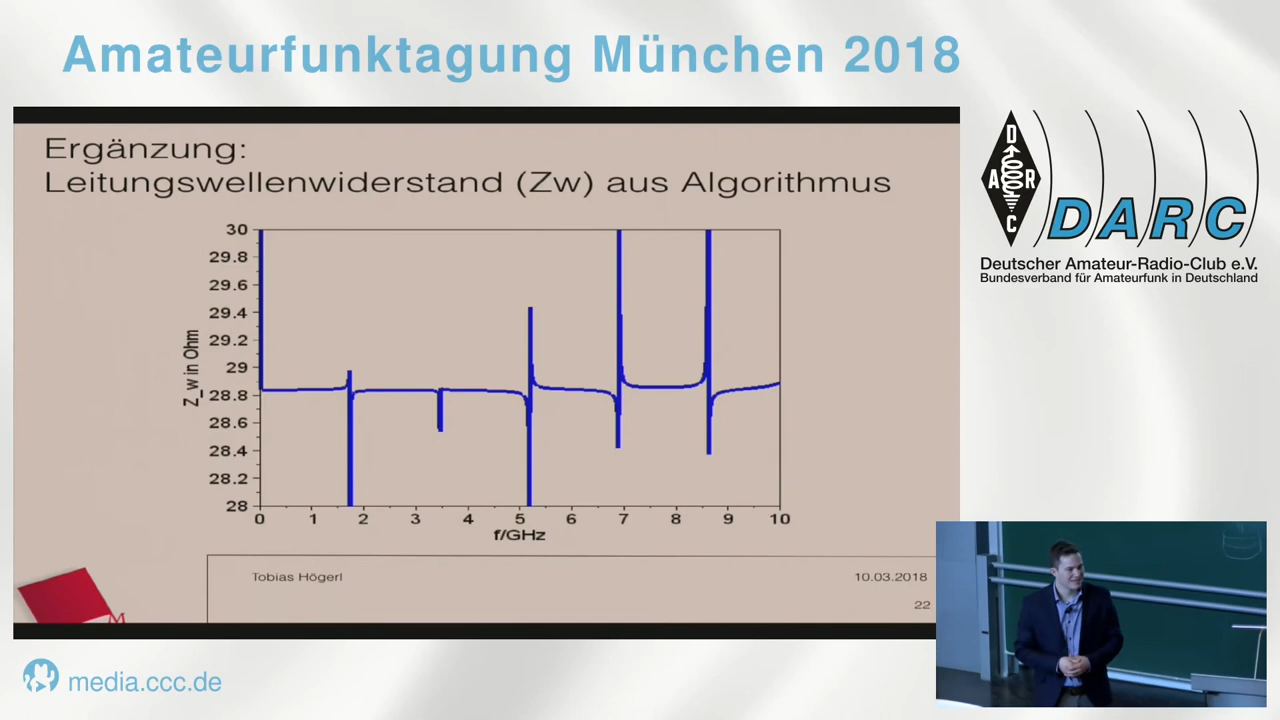 Amateurfunktagung München 2018
Ergänzung:
Leitungswellenwiderstand (Zw) aus Algorithmus
30
29.8
29.6
29.4
29.2
29
28.8
28.6
28.4
28.2
28
Z_w in Ohm
0 1 2 3 4 5 6 7 8 9 10
f/GHz
Tobias Högerl
10.03.2018
22
M
D
A R
C
DARC
Deutscher Amateur-Radio-Club e.V.
Bundesverband für Amateurfunk in Deutschland
media.ccc.de